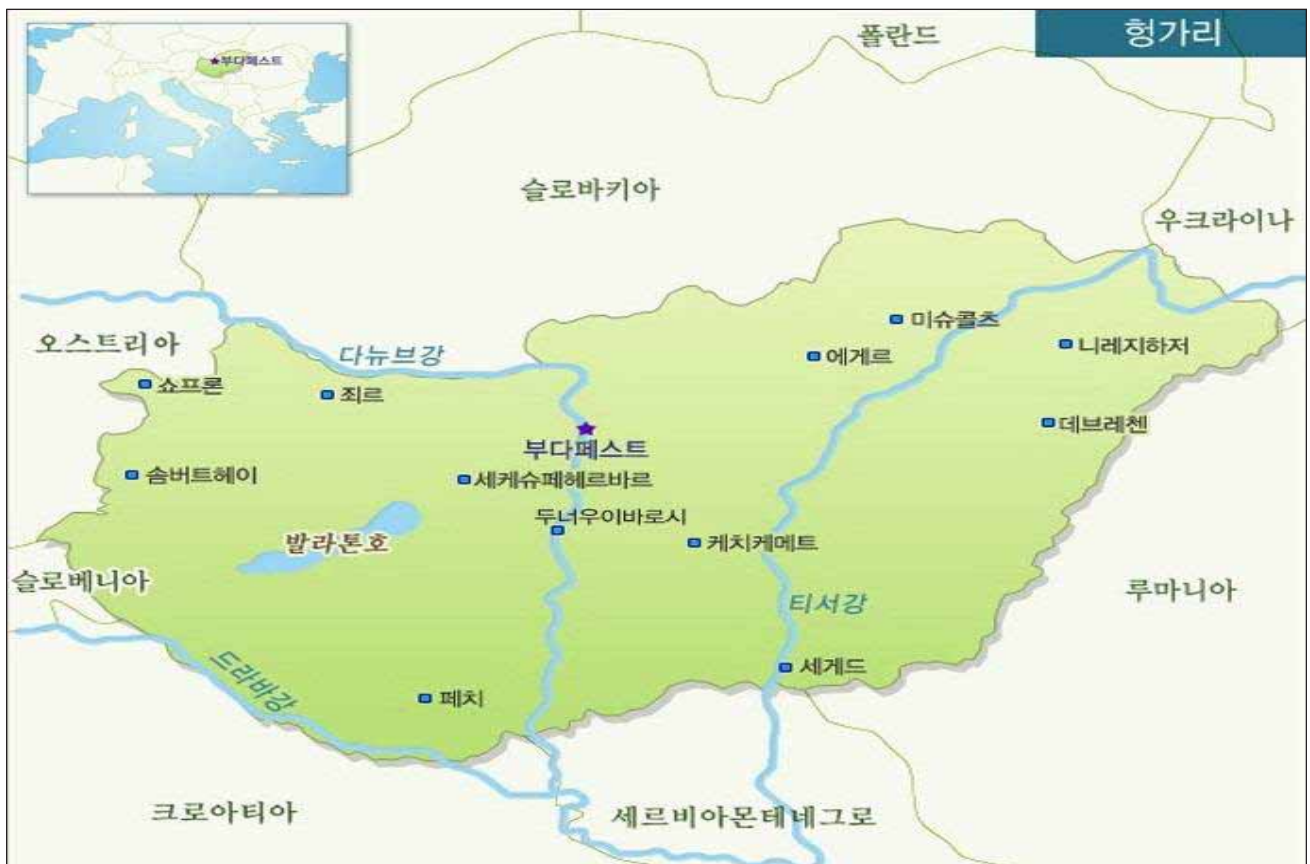 헝가리
폴란드
★부다페스트
슬로바키아
우크라이나
오스트리아
다뉴브강
미슈콜츠
에게르
니레지하저
쇼프론
죄르
데브레첸
부다페스트
솜버트헤이
세케슈페헤르바르
두너우이바로시
발라톤호
케치케메트
슬로베니아
루마니아
티서강
드라바강
세게드
페치
크로아티아
세르비아몬테네그로